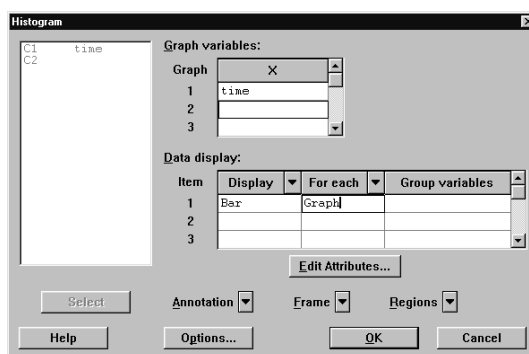 Histogram
C1 time
C2
Graph variables:
Graph X
1 time
2
3
Data display:
Item Display For each Group variables
1 Bar Graph
2
3
Edit Attributes...
Select Annotation Frame Regions
Help Options... OK Cancel